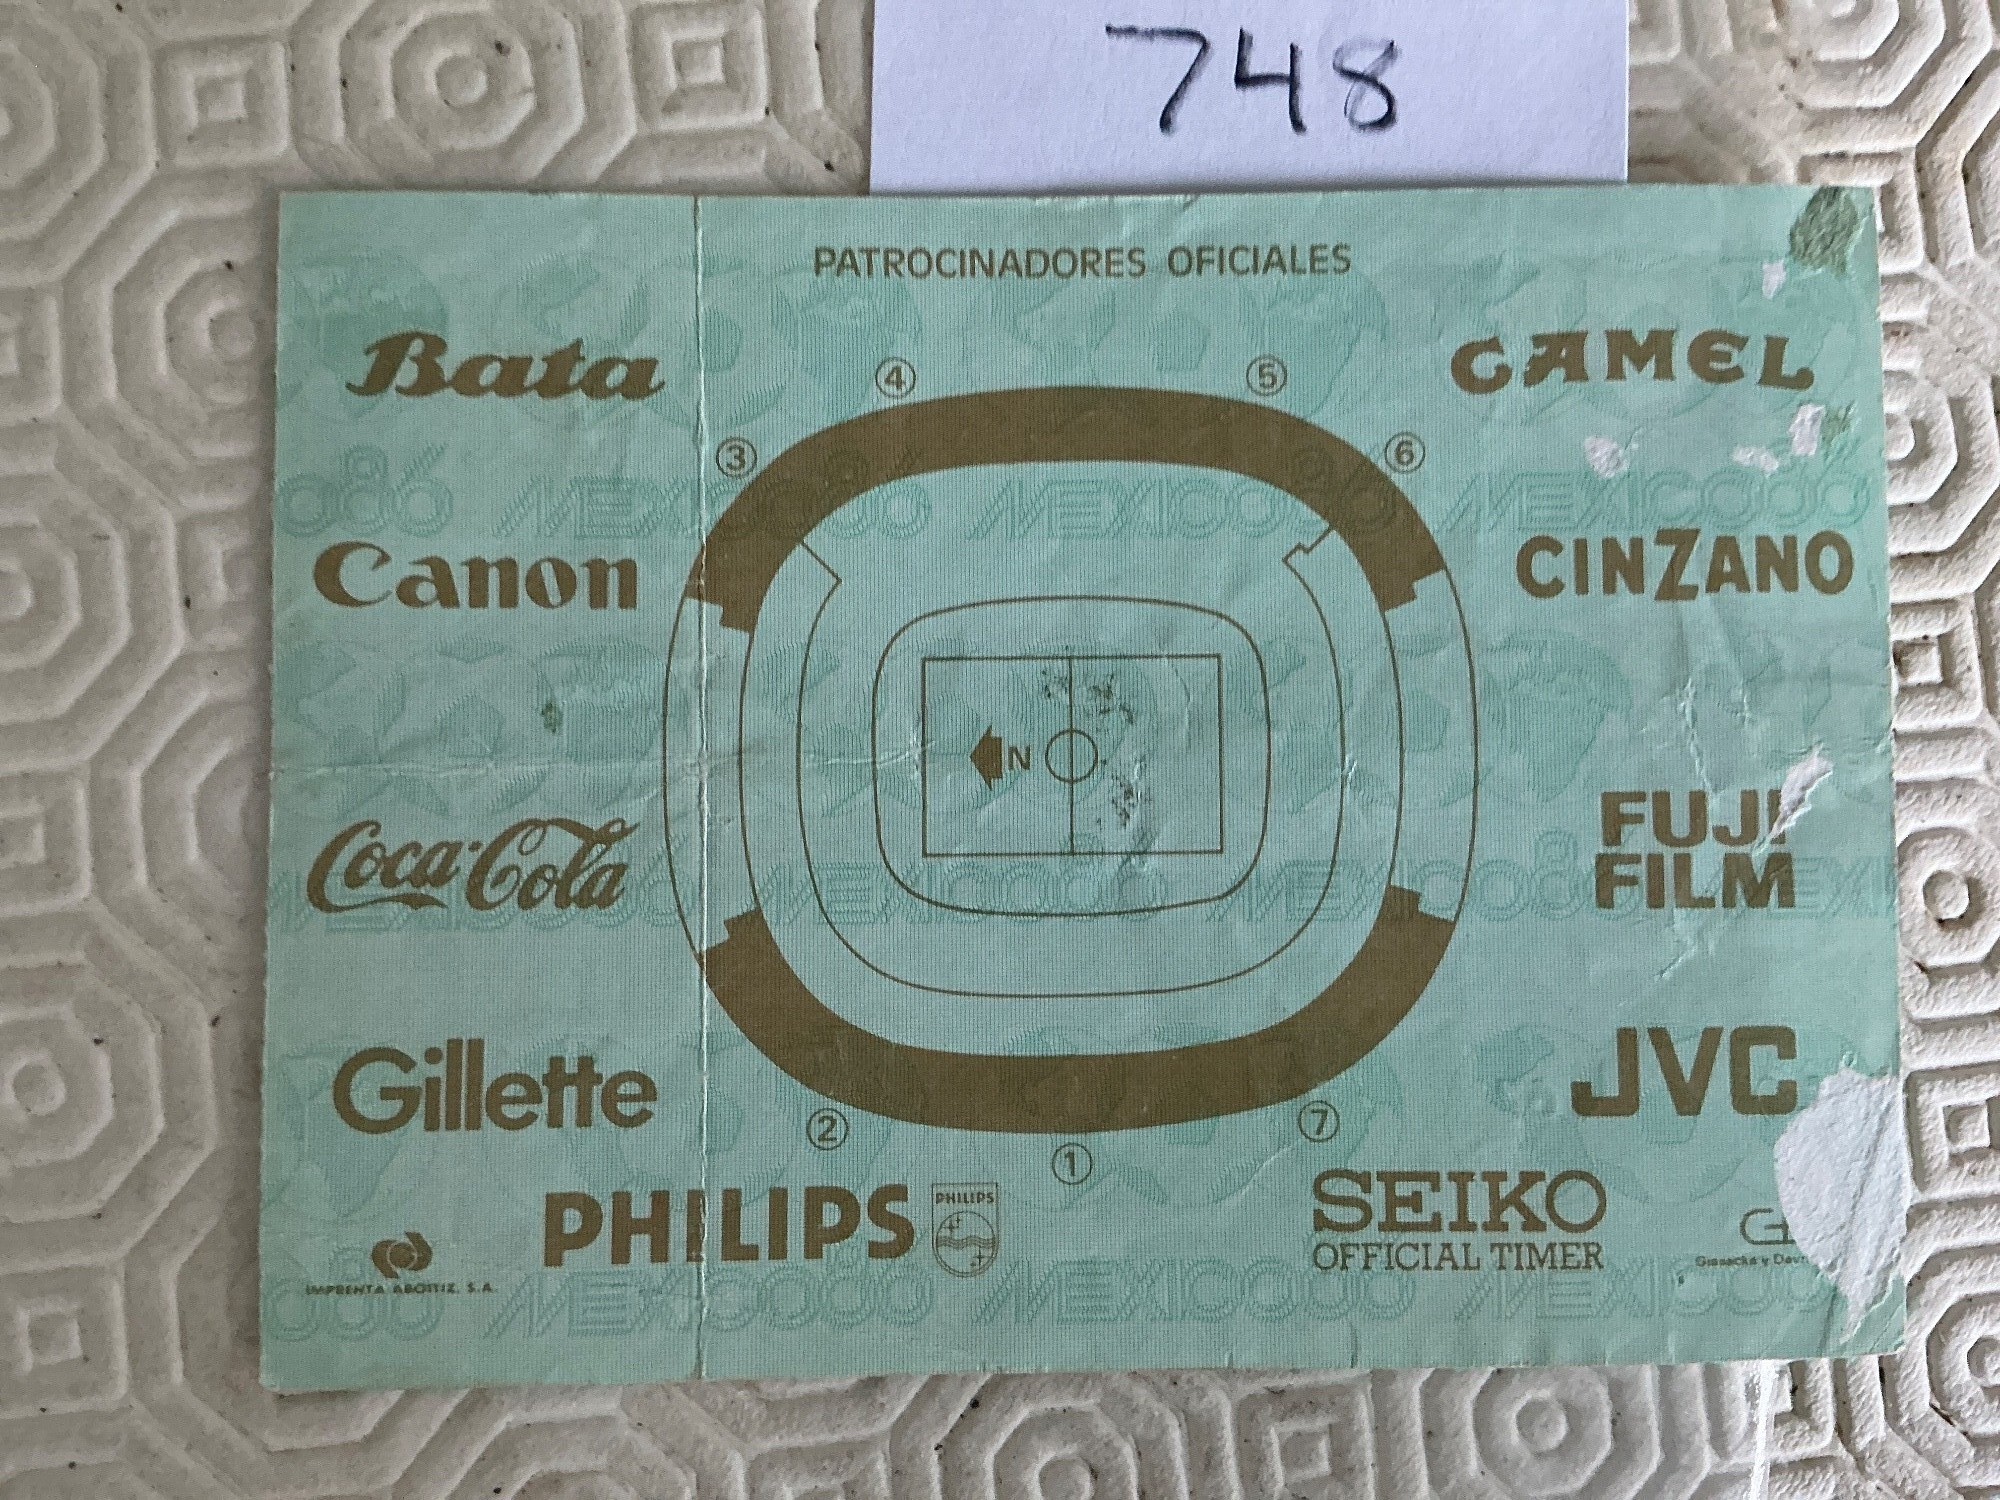 748
PATROCINADORES OFICIALES
Bata
CAMEL
4
5
3
6
MEXICO86
Canon
CINZANO
N
Coca-Cola
FUJI
FILM
Gillette
JVC
2
7
1
PHILIPS
PHILIPS
SEIKO
OFFICIAL TIMER
IMPRENTA ABOITIZ, S.A.